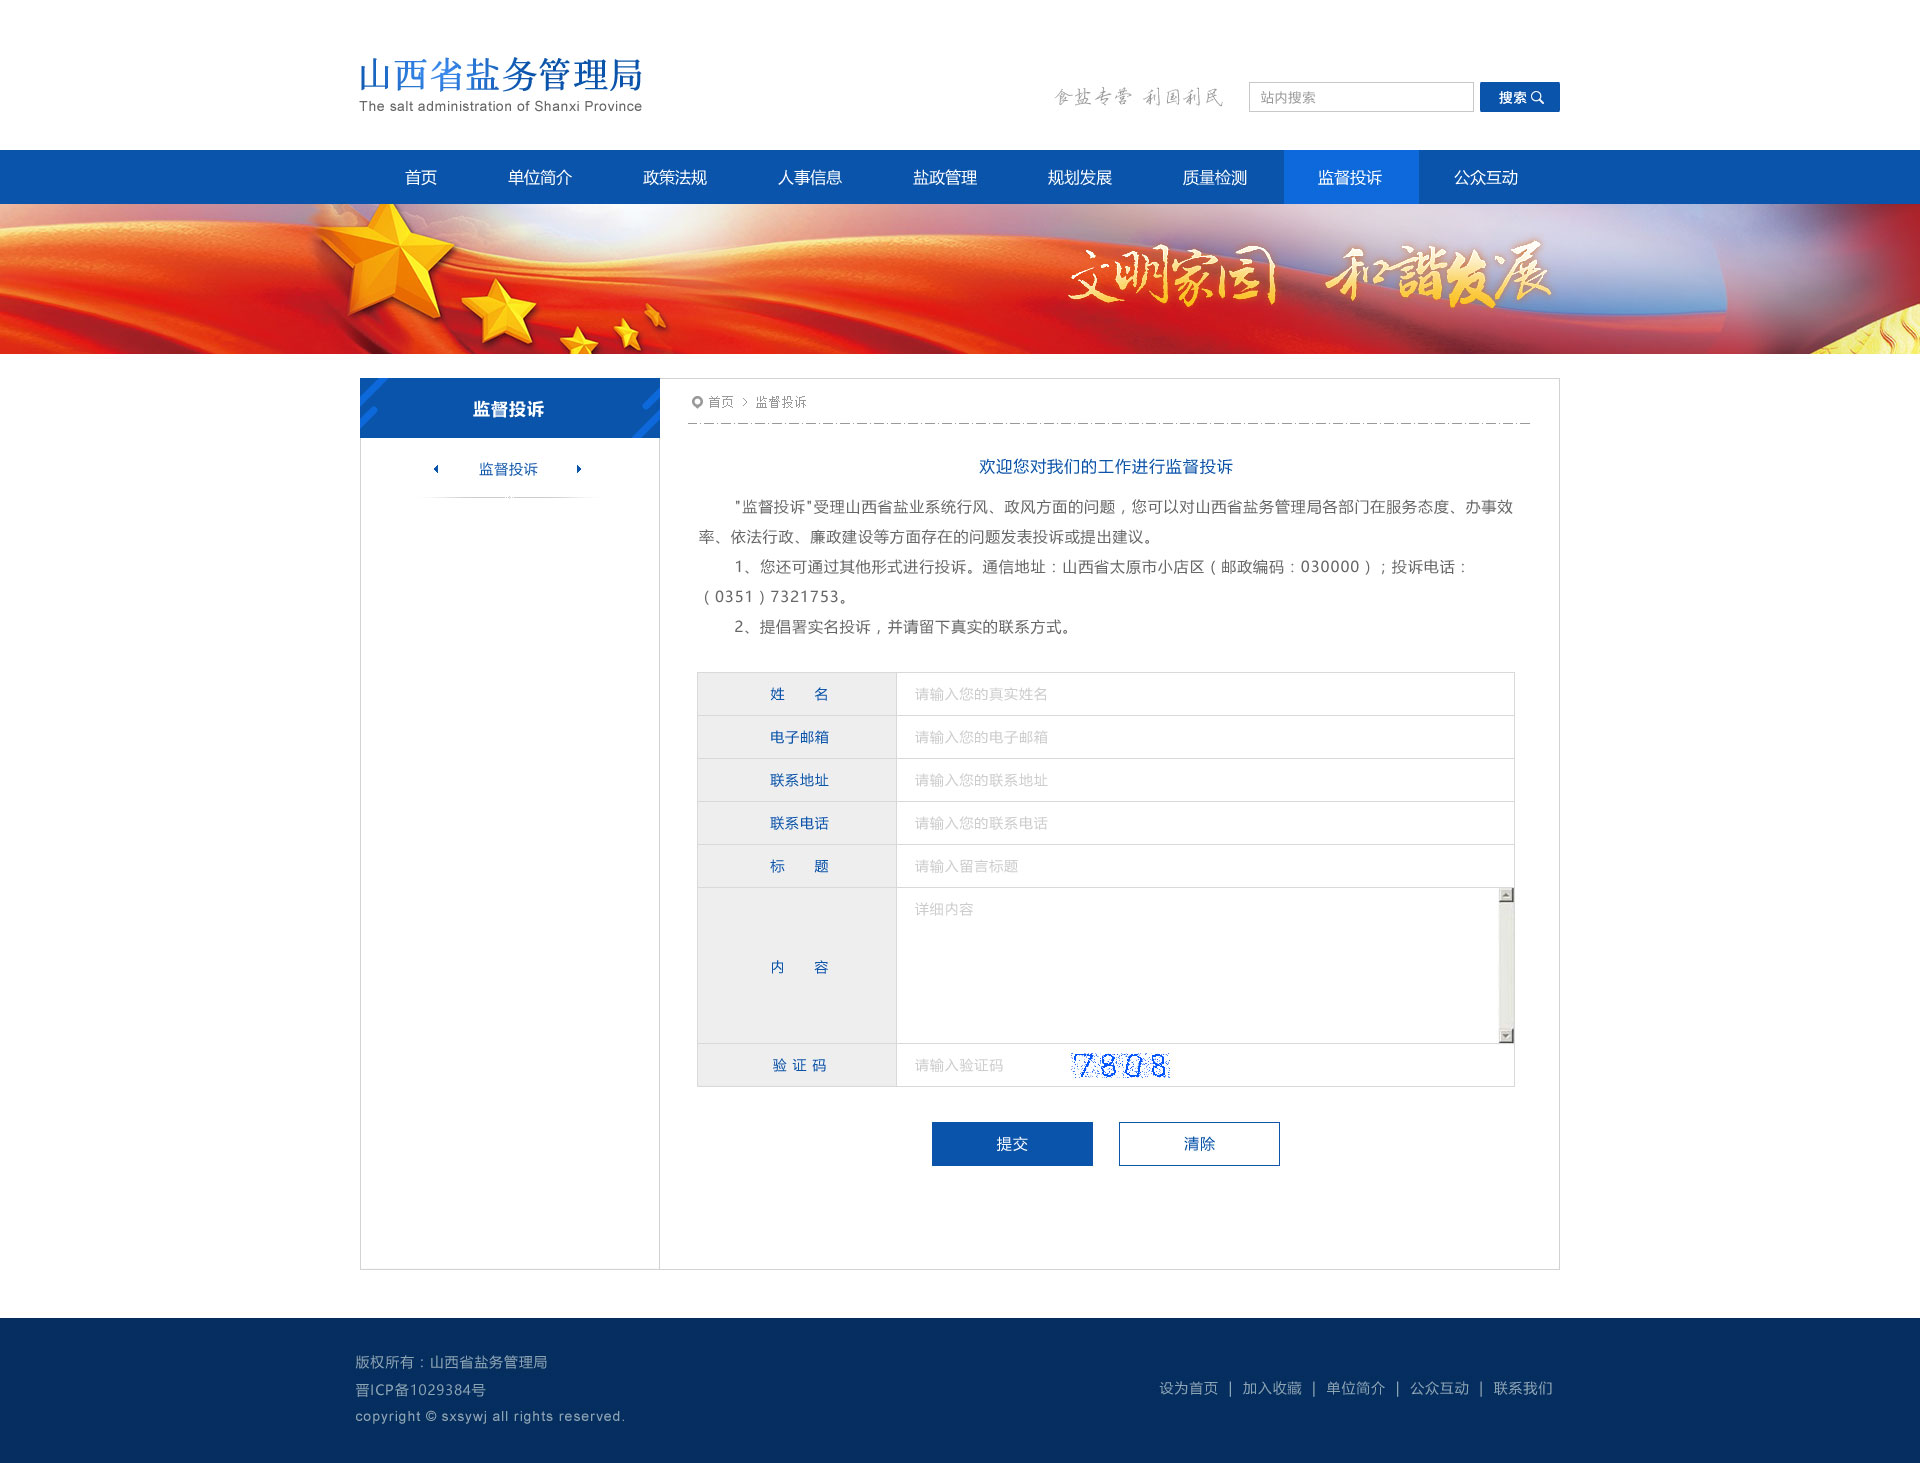 山西省盐务管理局
The salt administration of Shanxi Province
食盐专营 利国利民
站内搜索
搜索
首页 单位简介 政策法规 人事信息 盐政管理 规划发展 质量检测 监督投诉 公众互动
文明家园 和諧发展
监督投诉
监督投诉
首页 > 监督投诉
欢迎您对我们的工作进行监督投诉
"监督投诉"受理山西省盐业系统行风、政风方面的问题，您可以对山西省盐务管理局各部门在服务态度、办事效
率、依法行政、廉政建设等方面存在的问题发表投诉或提出建议。
1、您还可通过其他形式进行投诉。通信地址：山西省太原市小店区（邮政编码：030000）；投诉电话：
（0351）7321753。
2、提倡署实名投诉，并请留下真实的联系方式。
姓 名 请输入您的真实姓名
电子邮箱 请输入您的电子邮箱
联系地址 请输入您的联系地址
联系电话 请输入您的联系电话
标 题 请输入留言标题
详细内容
内 容
验 证 码 请输入验证码 7808
提交 清除
版权所有：山西省盐务管理局
晋ICP备1029384号
copyright © sxsywj all rights reserved.
设为首页 | 加入收藏 | 单位简介 | 公众互动 | 联系我们